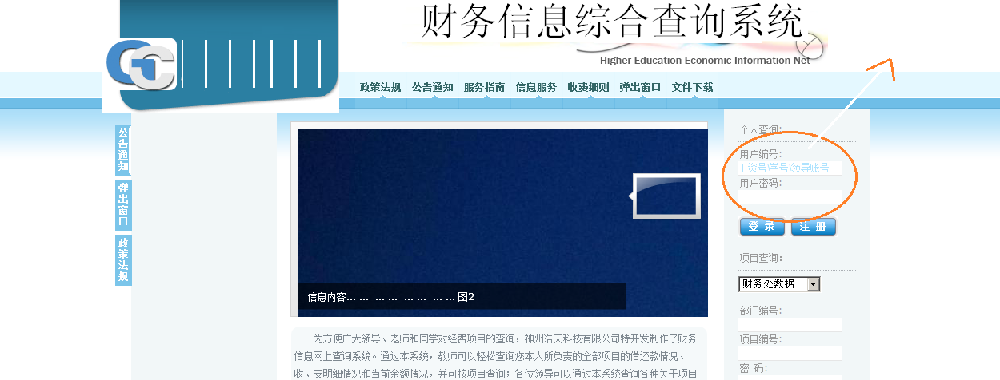 财务信息综合查询系统
Higher Education Economic Information Net
政策法规 公告通知 服务指南 信息服务 收费细则 弹出窗口 文件下载
公告通知
弹出窗口
政策法规
信息内容... ... ... ... ... ... ... ... 图2
为方便广大领导、老师和同学对经费项目的查询，神州浩天科技有限公司特开发制作了财务
信息网上查询系统。通过本系统，教师可以轻松查询您本人所负责的全部项目的借还款情况、
收、支明细情况和当前余额情况，并可按项目查询；各位领导可以通过本系统查询各种关于项目
个人查询：
用户编号：
工资号\学号\领导账号
用户密码：
登 录 注 册
项目查询：
财务处数据
部门编号：
项目编号：
密 码：